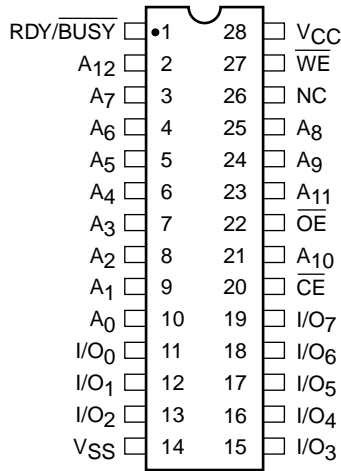 RDY/BUSY •1 28 VCC
A12 2 27 WE
A7 3 26 NC
A6 4 25 A8
A5 5 24 A9
A4 6 23 A11
A3 7 22 OE
A2 8 21 A10
A1 9 20 CE
A0 10 19 I/O7
I/O0 11 18 I/O6
I/O1 12 17 I/O5
I/O2 13 16 I/O4
VSS 14 15 I/O3